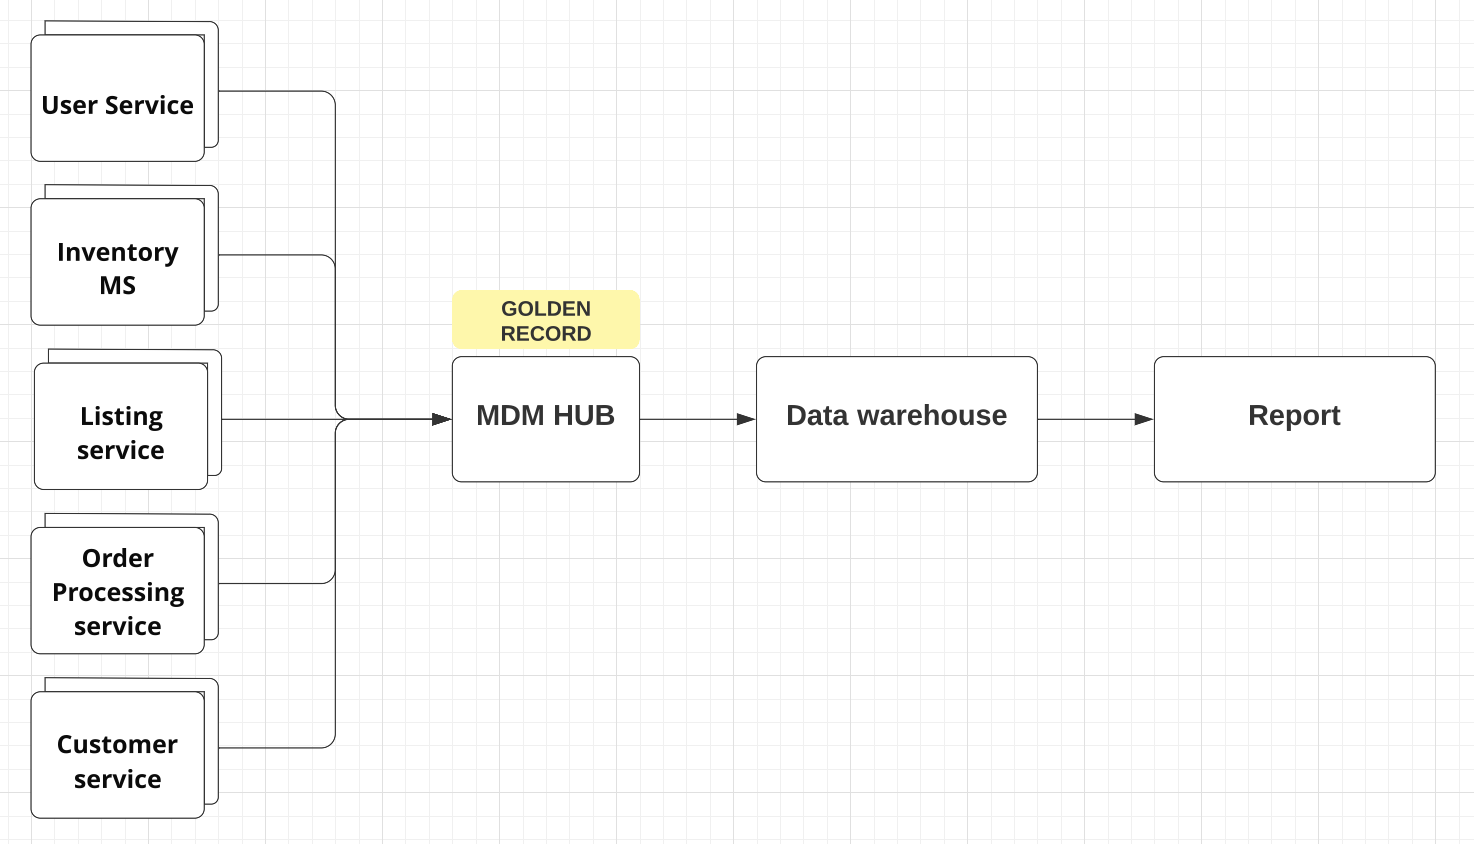 User Service
Inventory
MS
Listing
service
Order
Processing
service
Customer
service
GOLDEN
RECORD
MDM HUB
Data warehouse
Report